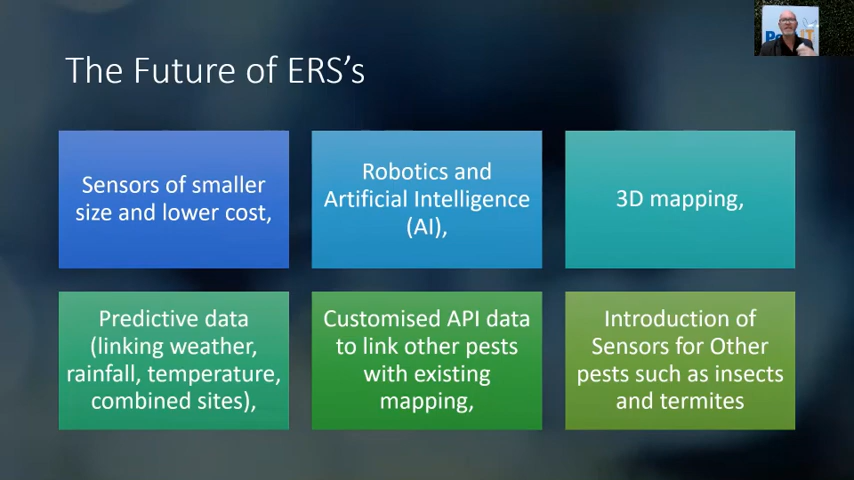 The Future of ERS's
Sensors of smaller
size and lower cost,
Robotics and
Artificial Intelligence
(AI),
3D mapping,
Predictive data
(linking weather,
rainfall, temperature,
combined sites),
Customised API data
to link other pests
with existing
mapping,
Introduction of
Sensors for Other
pests such as insects
and termites